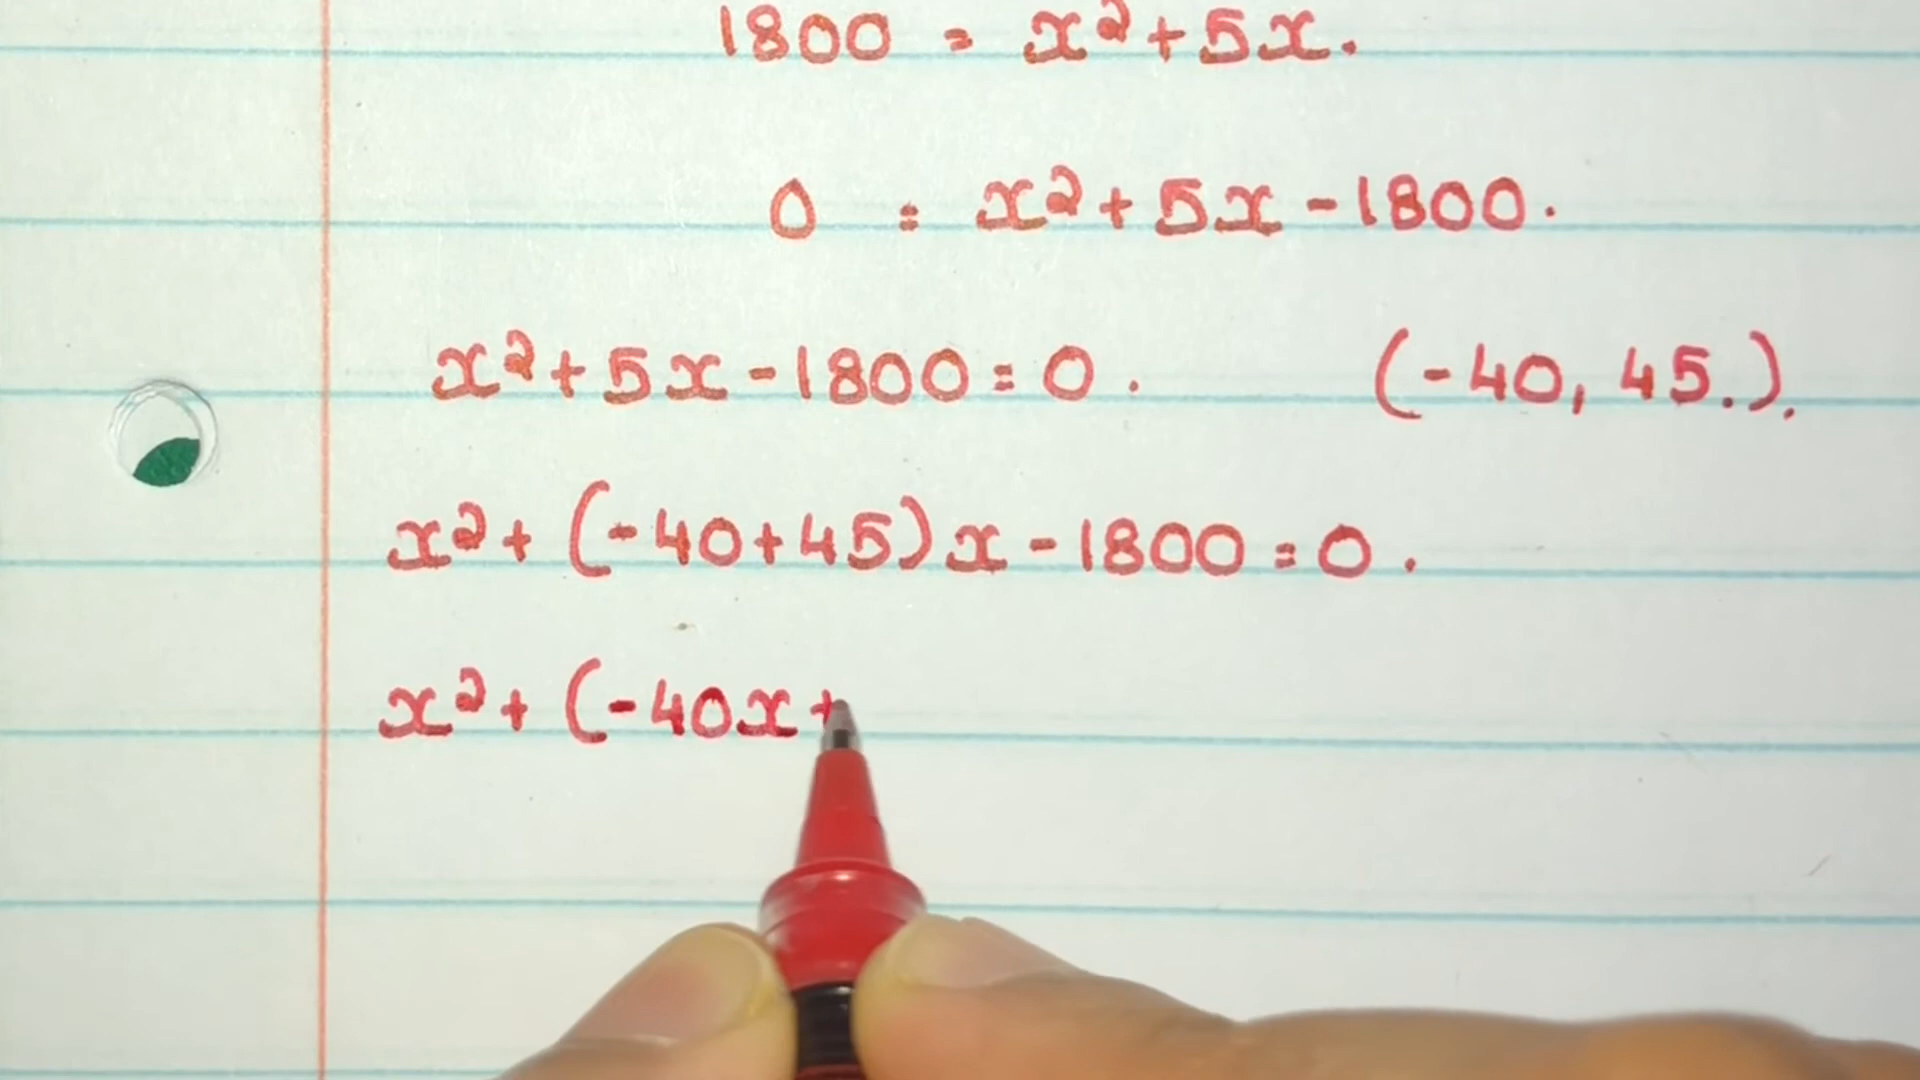 1800 = x² + 5x.
0 = x² + 5x - 1800.
x² + 5x - 1800 = 0. (-40, 45.).
x² + (-40 + 45)x - 1800 = 0.
x² + (-40x +